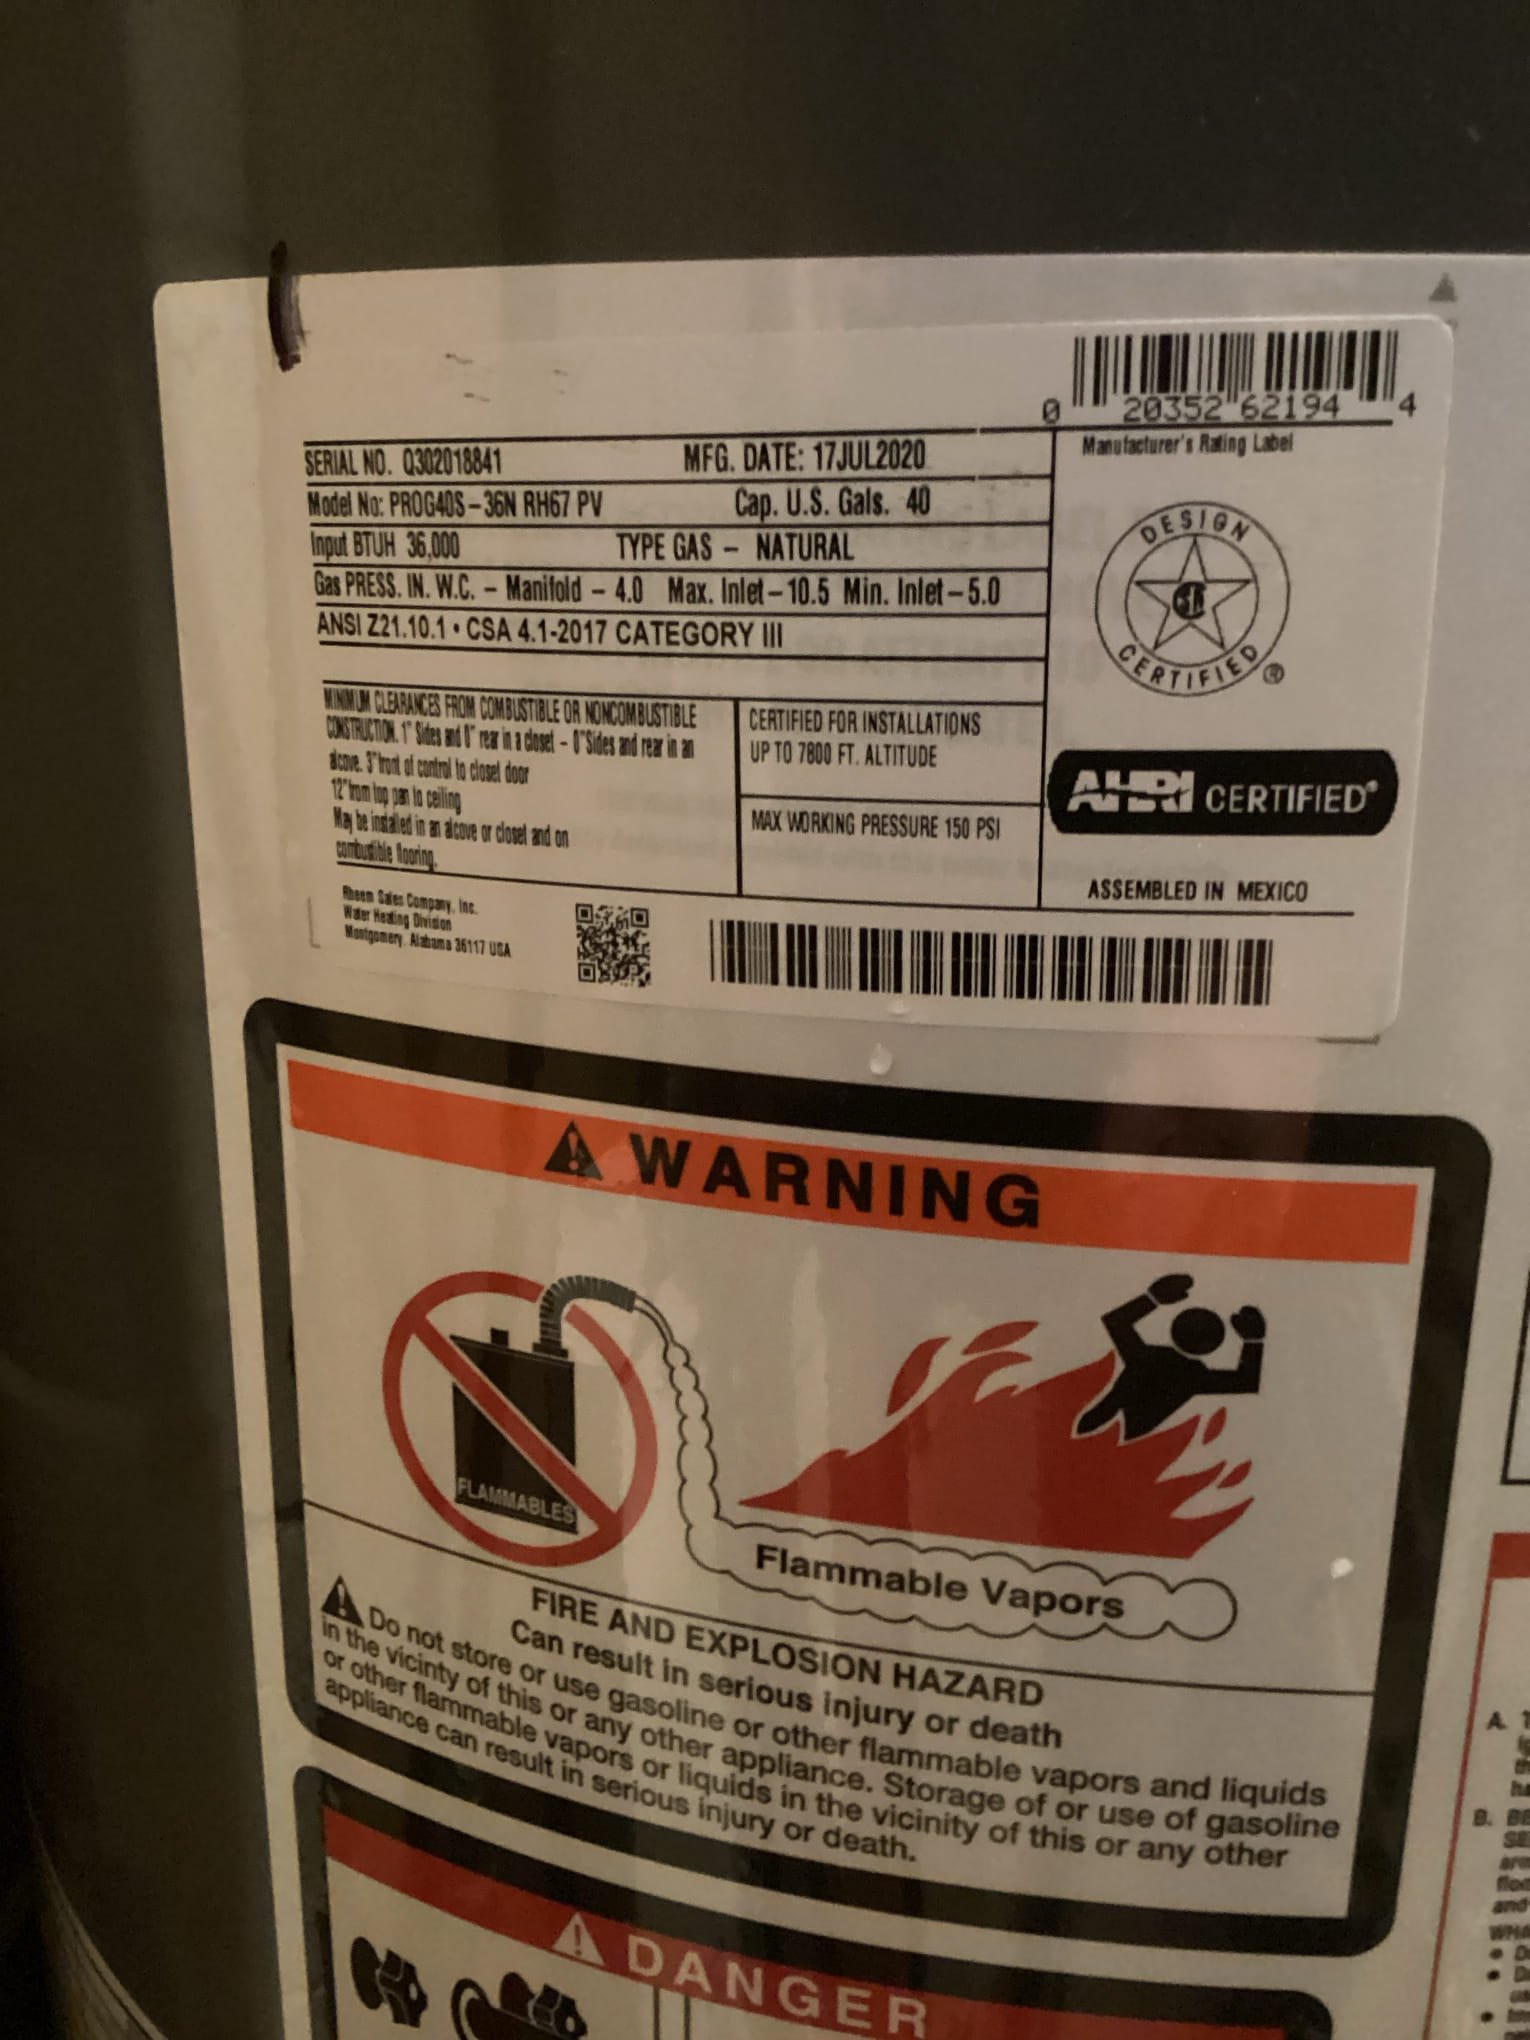 0 20352 62194 4
Manufacturer's Rating Label
SERIAL NO. Q302018841 MFG. DATE: 17JUL2020
Model No: PROG40S-36N RH67 PV Cap. U.S. Gals. 40
Input BTUH 36,000 TYPE GAS - NATURAL
Gas PRESS. IN. W.C. - Manifold - 4.0 Max. Inlet-10.5 Min. Inlet-5.0
ANSI Z21.10.1 • CSA 4.1-2017 CATEGORY III
DESIGN
CERTIFIED®
MINIMUM CLEARANCES FROM COMBUSTIBLE OR NONCOMBUSTIBLE
CONSTRUCTION. 1" Sides and 0" rear in a closet - 0" Sides and rear in an
alcove. 3" front of control to closet door
12" from top pan to ceiling
May be installed in an alcove or closet and on
combustible flooring.
CERTIFIED FOR INSTALLATIONS
UP TO 7800 FT. ALTITUDE
MAX WORKING PRESSURE 150 PSI
AHRI CERTIFIED®
ASSEMBLED IN MEXICO
Rheem Sales Company, Inc.
Water Heating Division
Montgomery, Alabama 36117 USA
WARNING
FLAMMABLES
Flammable Vapors
FIRE AND EXPLOSION HAZARD
Can result in serious injury or death
Do not store or use gasoline or other flammable vapors and liquids
in the vicinty of this or any other appliance. Storage of or use of gasoline
or other flammable vapors or liquids in the vicinity of this or any other
appliance can result in serious injury or death.
DANGER
A.
B.